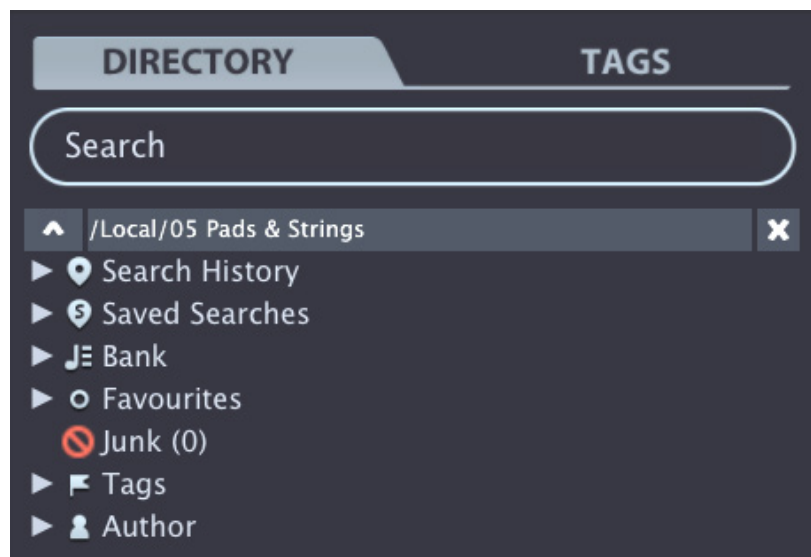 DIRECTORY TAGS
Search
/Local/05 Pads & Strings
Search History
Saved Searches
Bank
Favourites
Junk (0)
Tags
Author